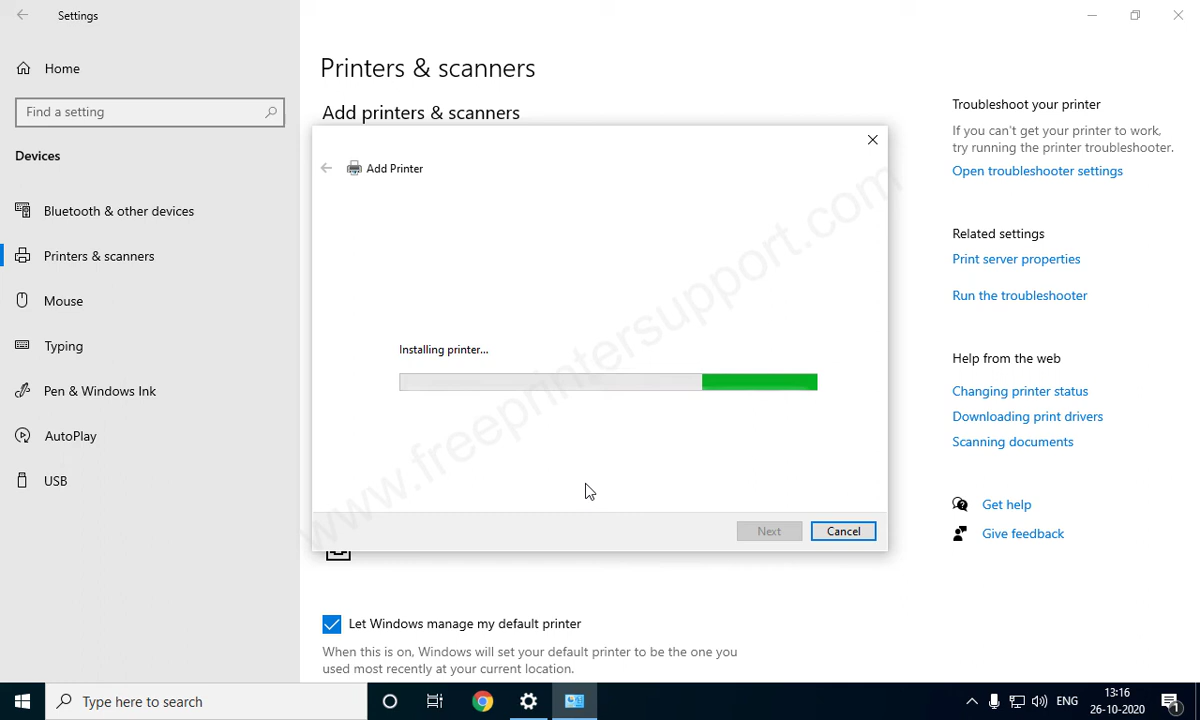 Settings
Home
Find a setting
Devices
Bluetooth & other devices
Printers & scanners
Mouse
Typing
Pen & Windows Ink
AutoPlay
USB
Printers & scanners
Add printers & scanners
Add Printer
Installing printer...
www.freeprintersupport.com
Next
Cancel
Let Windows manage my default printer
When this is on, Windows will set your default printer to be the one you
used most recently at your current location.
Troubleshoot your printer
If you can't get your printer to work,
try running the printer troubleshooter.
Open troubleshooter settings
Related settings
Print server properties
Run the troubleshooter
Help from the web
Changing printer status
Downloading print drivers
Scanning documents
Get help
Give feedback
Type here to search
ENG
13:16
26-10-2020
1